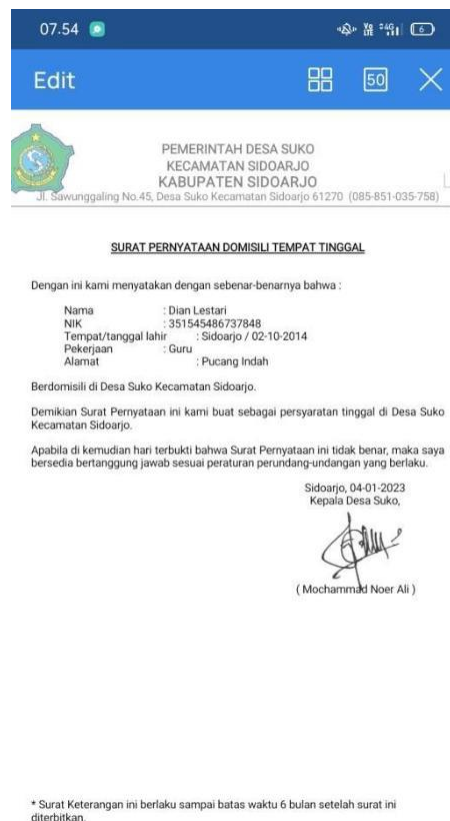 07.54
Edit
50
PEMERINTAH DESA SUKO
KECAMATAN SIDOARJO
KABUPATEN SIDOARJO
Jl. Sawunggaling No.45, Desa Suko Kecamatan Sidoarjo 61270 (085-851-035-758)
SURAT PERNYATAAN DOMISILI TEMPAT TINGGAL
Dengan ini kami menyatakan dengan sebenar-benarnya bahwa :
Nama : Dian Lestari
NIK : 351545486737848
Tempat/tanggal lahir : Sidoarjo / 02-10-2014
Pekerjaan : Guru
Alamat : Pucang Indah
Berdomisili di Desa Suko Kecamatan Sidoarjo.
Demikian Surat Pernyataan ini kami buat sebagai persyaratan tinggal di Desa Suko
Kecamatan Sidoarjo.
Apabila di kemudian hari terbukti bahwa Surat Pernyataan ini tidak benar, maka saya
bersedia bertanggung jawab sesuai peraturan perundang-undangan yang berlaku.
Sidoarjo, 04-01-2023
Kepala Desa Suko,
( Mochammad Noer Ali )
* Surat Keterangan ini berlaku sampai batas waktu 6 bulan setelah surat ini
diterbitkan.